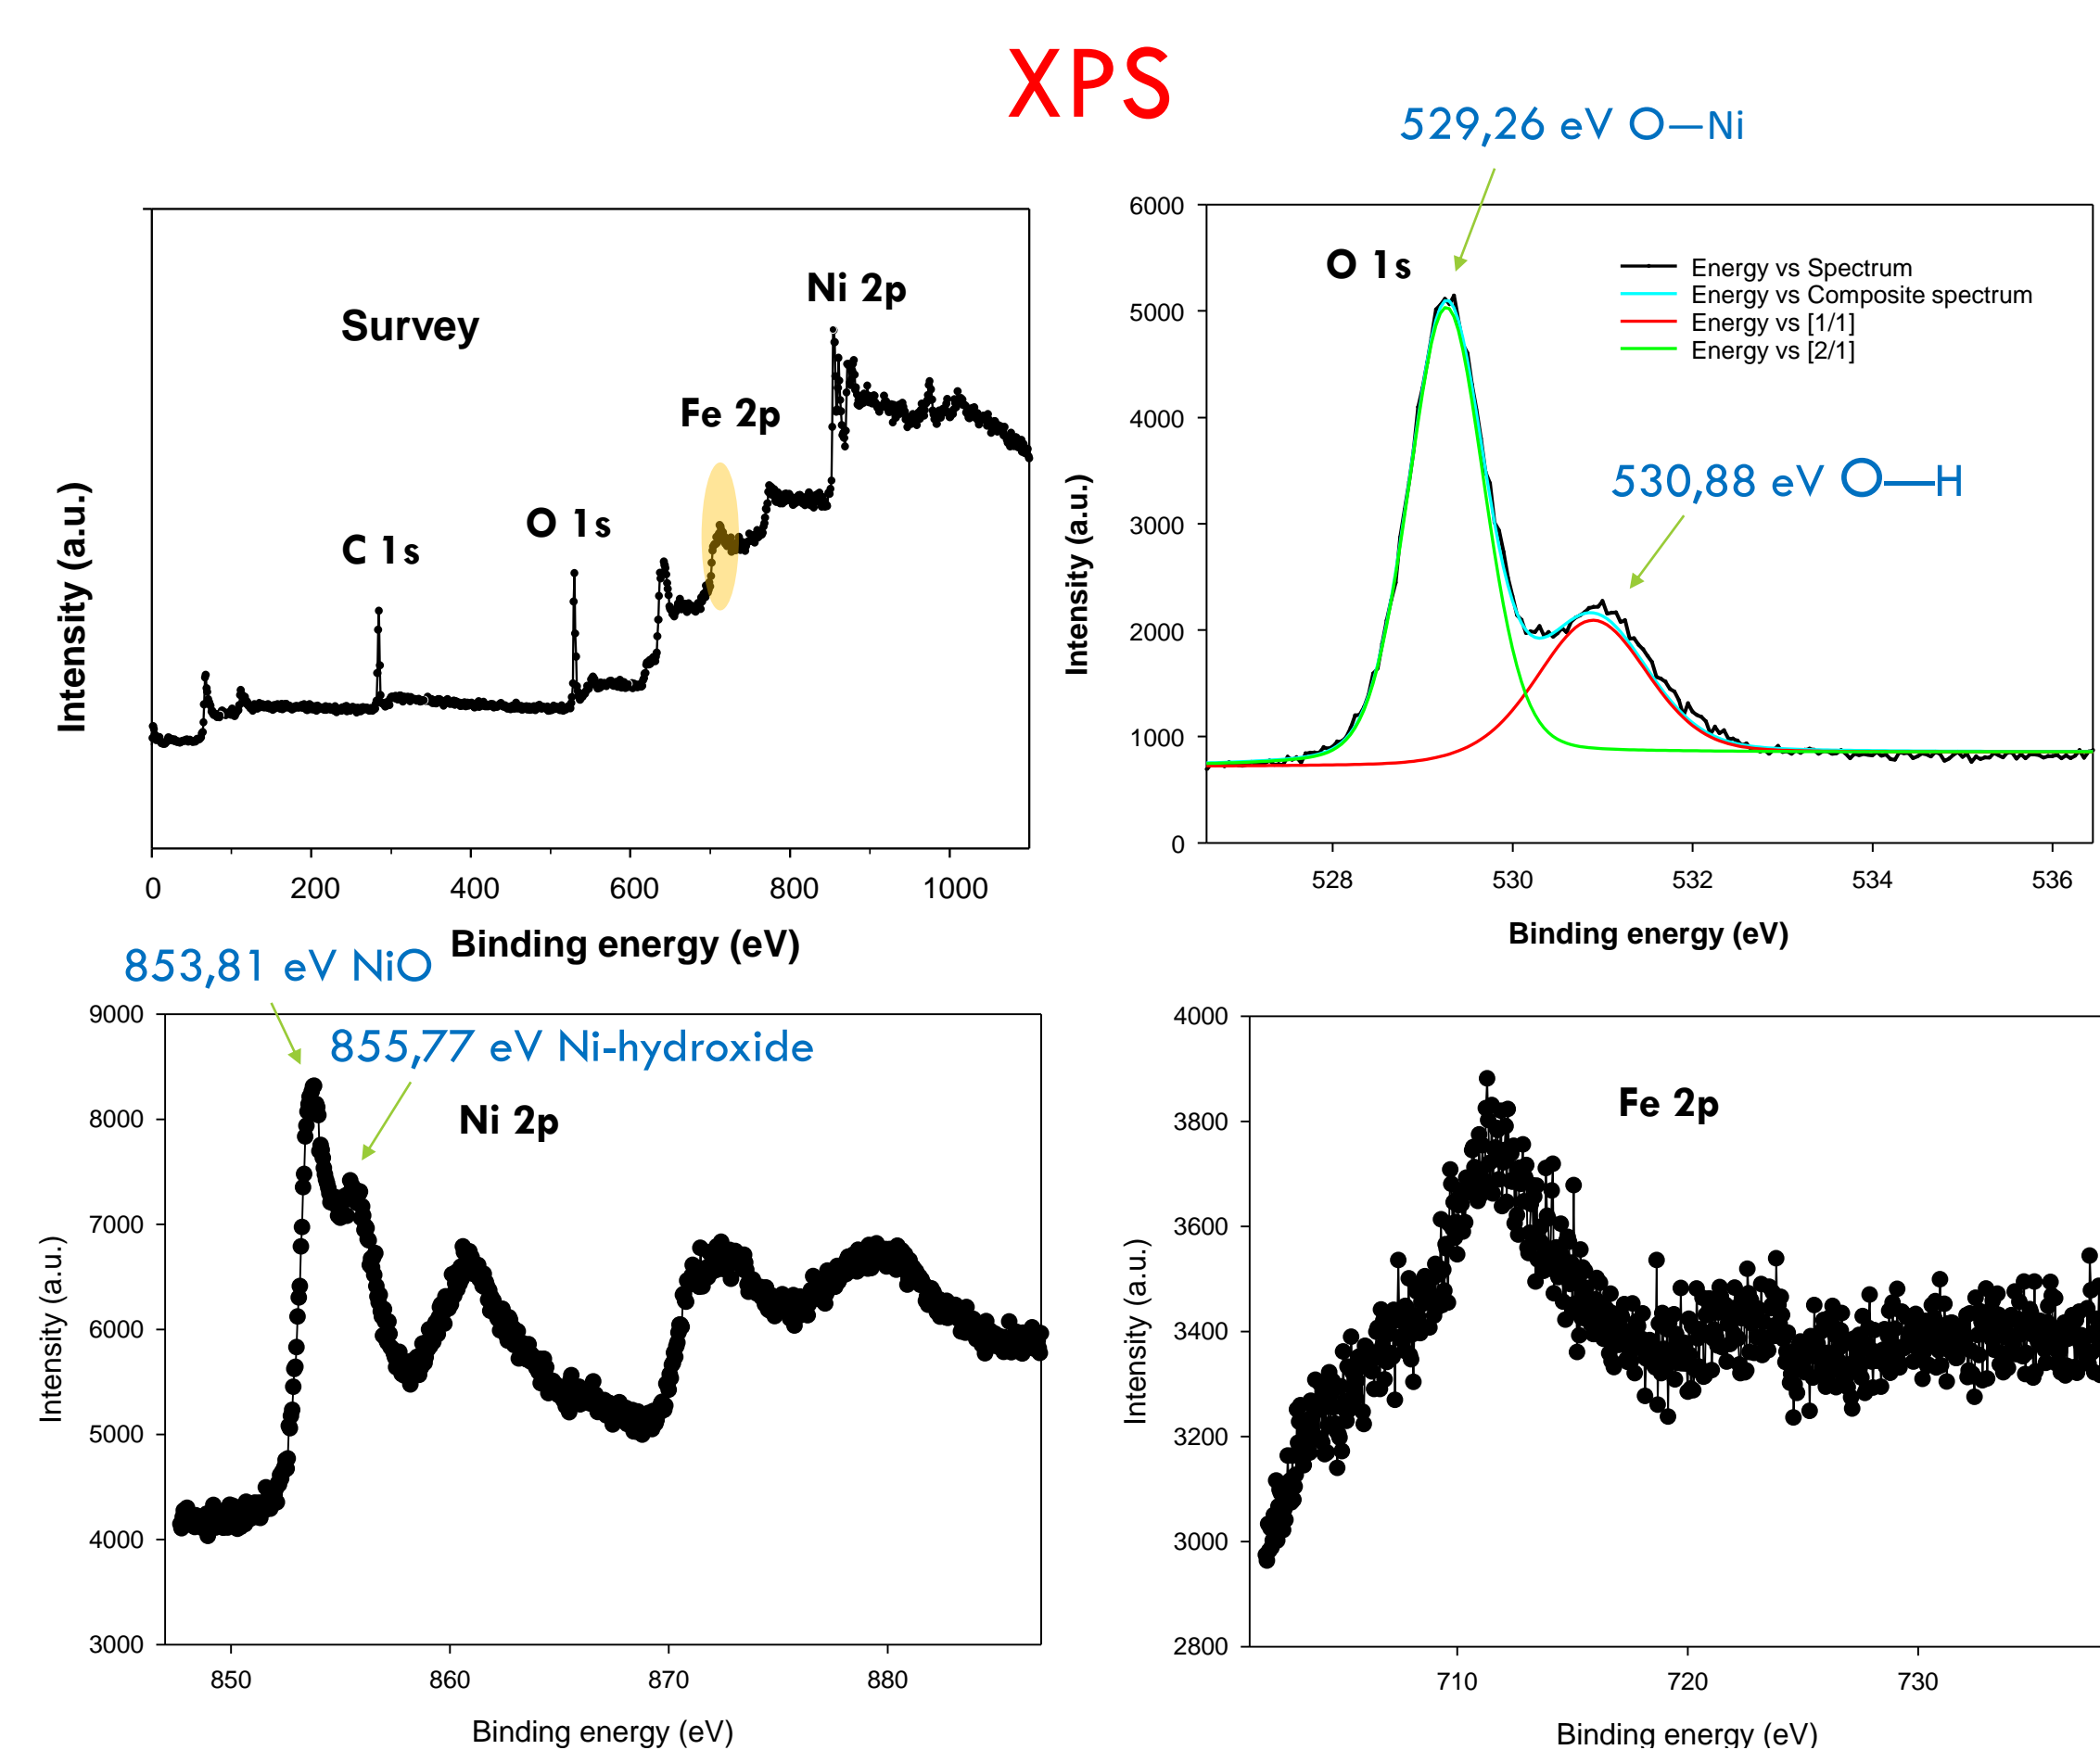 XPS
529,26 eV O—Ni
Survey
C 1s
O 1s
Fe 2p
Ni 2p
Intensity (a.u.)
0 200 400 600 800 1000
Binding energy (eV)
O 1s
Energy vs Spectrum
Energy vs Composite spectrum
Energy vs [1/1]
Energy vs [2/1]
530,88 eV O—H
6000
5000
4000
3000
2000
1000
0
Intensity (a.u.)
528 530 532 534 536
Binding energy (eV)
853,81 eV NiO
855,77 eV Ni-hydroxide
Ni 2p
9000
8000
7000
6000
5000
4000
3000
Intensity (a.u.)
850 860 870 880
Binding energy (eV)
Fe 2p
4000
3800
3600
3400
3200
3000
2800
Intensity (a.u.)
710 720 730
Binding energy (eV)